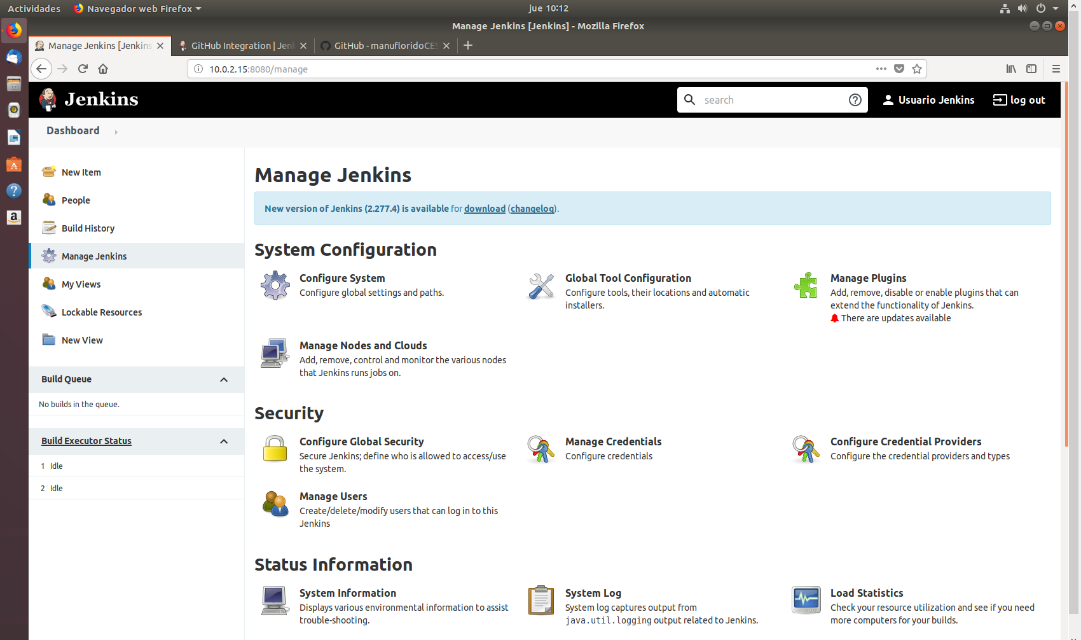 Actividades Navegador web Firefox jue 10:12
Manage Jenkins [Jenkins] - Mozilla Firefox
Manage Jenkins [Jenkins GitHub Integration | Jenk GitHub - manufloridoCE
10.0.2.15:8080/manage
Jenkins search Usuario Jenkins log out
Dashboard
New Item
People
Build History
Manage Jenkins
My Views
Lockable Resources
New View
Build Queue
No builds in the queue.
Build Executor Status
1 Idle
2 Idle
Manage Jenkins
New version of Jenkins (2.277.4) is available for download (changelog).
System Configuration
Configure System
Configure global settings and paths.
Global Tool Configuration
Configure tools, their locations and automatic
installers.
Manage Plugins
Add, remove, disable or enable plugins that can
extend the functionality of Jenkins.
There are updates available
Manage Nodes and Clouds
Add, remove, control and monitor the various nodes
that Jenkins runs jobs on.
Security
Configure Global Security
Secure Jenkins; define who is allowed to access/use
the system.
Manage Credentials
Configure credentials
Configure Credential Providers
Configure the credential providers and types
Manage Users
Create/delete/modify users that can log in to this
Jenkins
Status Information
System Information
Displays various environmental information to assist
trouble-shooting.
System Log
System log captures output from
java.util.logging output related to Jenkins.
Load Statistics
Check your resource utilization and see if you need
more computers for your builds.